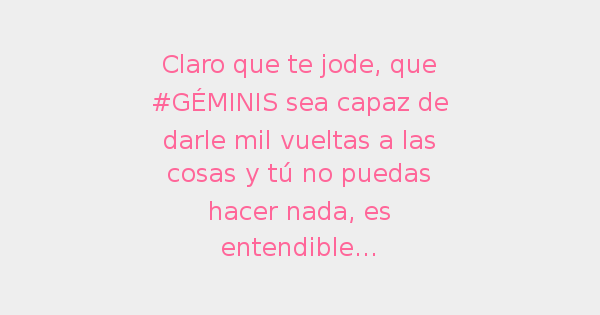 Claro que te jode, que
#GÉMINIS sea capaz de
darle mil vueltas a las
cosas y tú no puedas
hacer nada, es
entendible...